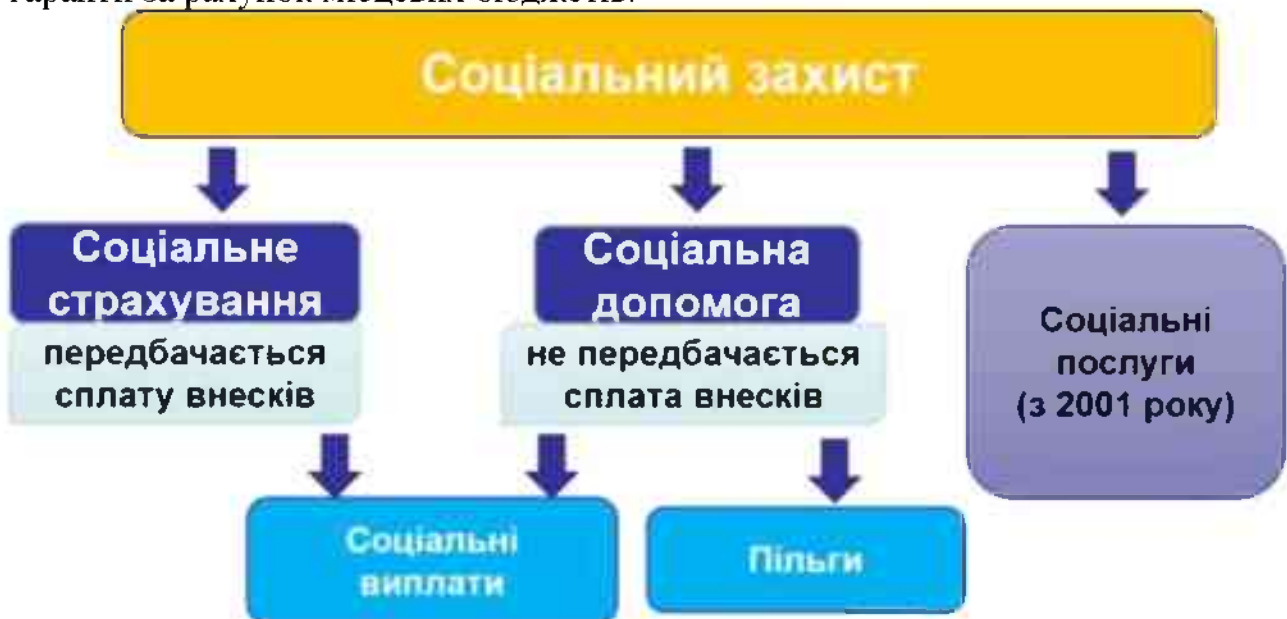 Соціальний захист
Соціальне
страхування
передбачається
сплату внесків
Соціальна
допомога
не передбачається
сплата внесків
Соціальні
послуги
(з 2001 року)
Соціальні
виплати
Пільги